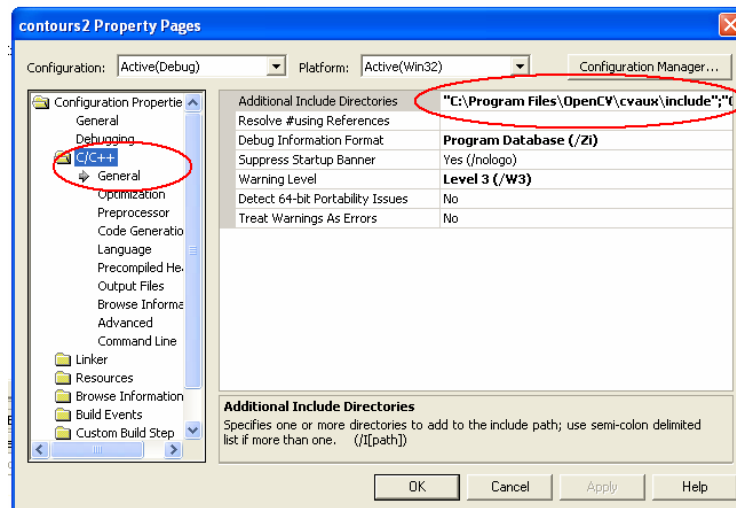 contours2 Property Pages
Configuration: Active(Debug) Platform: Active(Win32) Configuration Manager...
Configuration Propertie
General
Debugging
C/C++
General
Optimization
Preprocessor
Code Generatio
Language
Precompiled He
Output Files
Browse Informa
Advanced
Command Line
Linker
Resources
Browse Information
Build Events
Custom Build Step
Additional Include Directories "C:\Program Files\OpenCV\cvaux\include";"C
Resolve #using References
Debug Information Format Program Database (/Zi)
Suppress Startup Banner Yes (/nologo)
Warning Level Level 3 (/W3)
Detect 64-bit Portability Issues No
Treat Warnings As Errors No
Additional Include Directories
Specifies one or more directories to add to the include path; use semi-colon delimited
list if more than one. (/I[path])
OK Cancel Apply Help